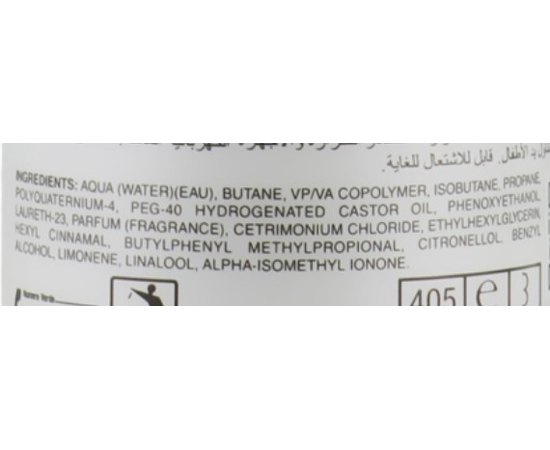 بد الأطفال. قابل للاشتعال للغاية.
INGREDIENTS: AQUA (WATER)(EAU), BUTANE, VP/VA COPOLYMER, ISOBUTANE, PROPANE,
POLYQUATERNIUM-4, PEG-40 HYDROGENATED CASTOR OIL, PHENOXYETHANOL
LAURETH-23, PARFUM (FRAGRANCE), CETRIMONIUM CHLORIDE, ETHYLHEXYLGLYCERIN,
HEXYL CINNAMAL, BUTYLPHENYL METHYLPROPIONAL, CITRONELLOL. BENZYL
ALCOHOL, LIMONENE, LINALOOL, ALPHA-ISOMETHYL IONONE.
405 e 3